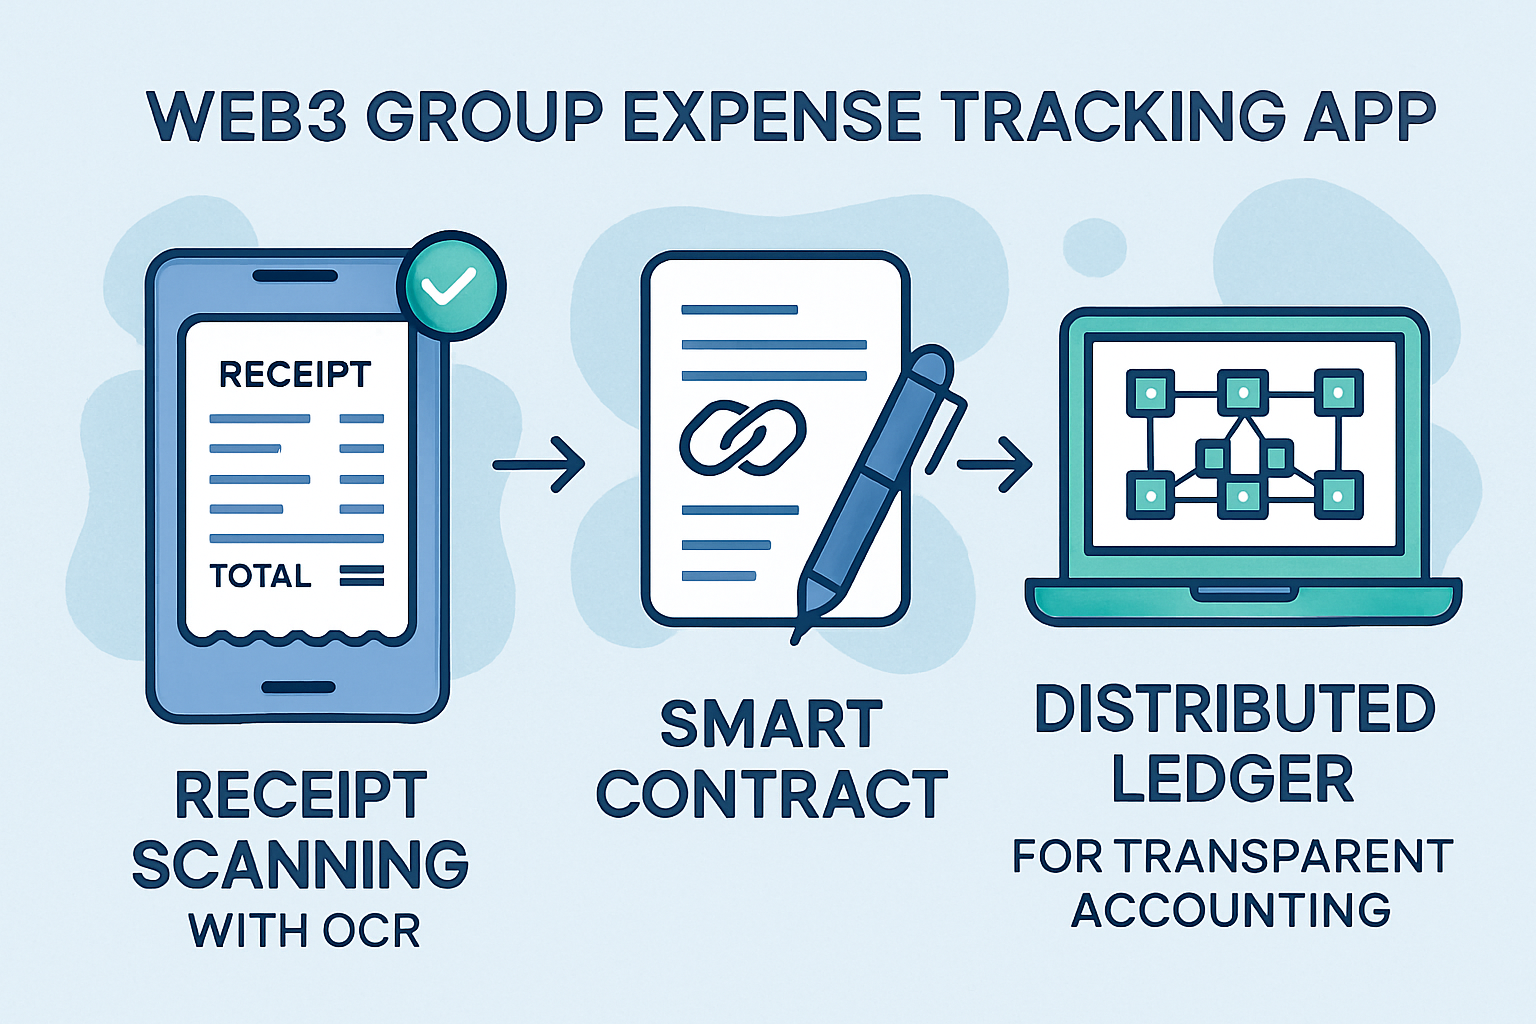 WEB3 GROUP EXPENSE TRACKING APP
RECEIPT
TOTAL
RECEIPT
SCANNING
WITH OCR
SMART
CONTRACT
DISTRIBUTED
LEDGER
FOR TRANSPARENT
ACCOUNTING